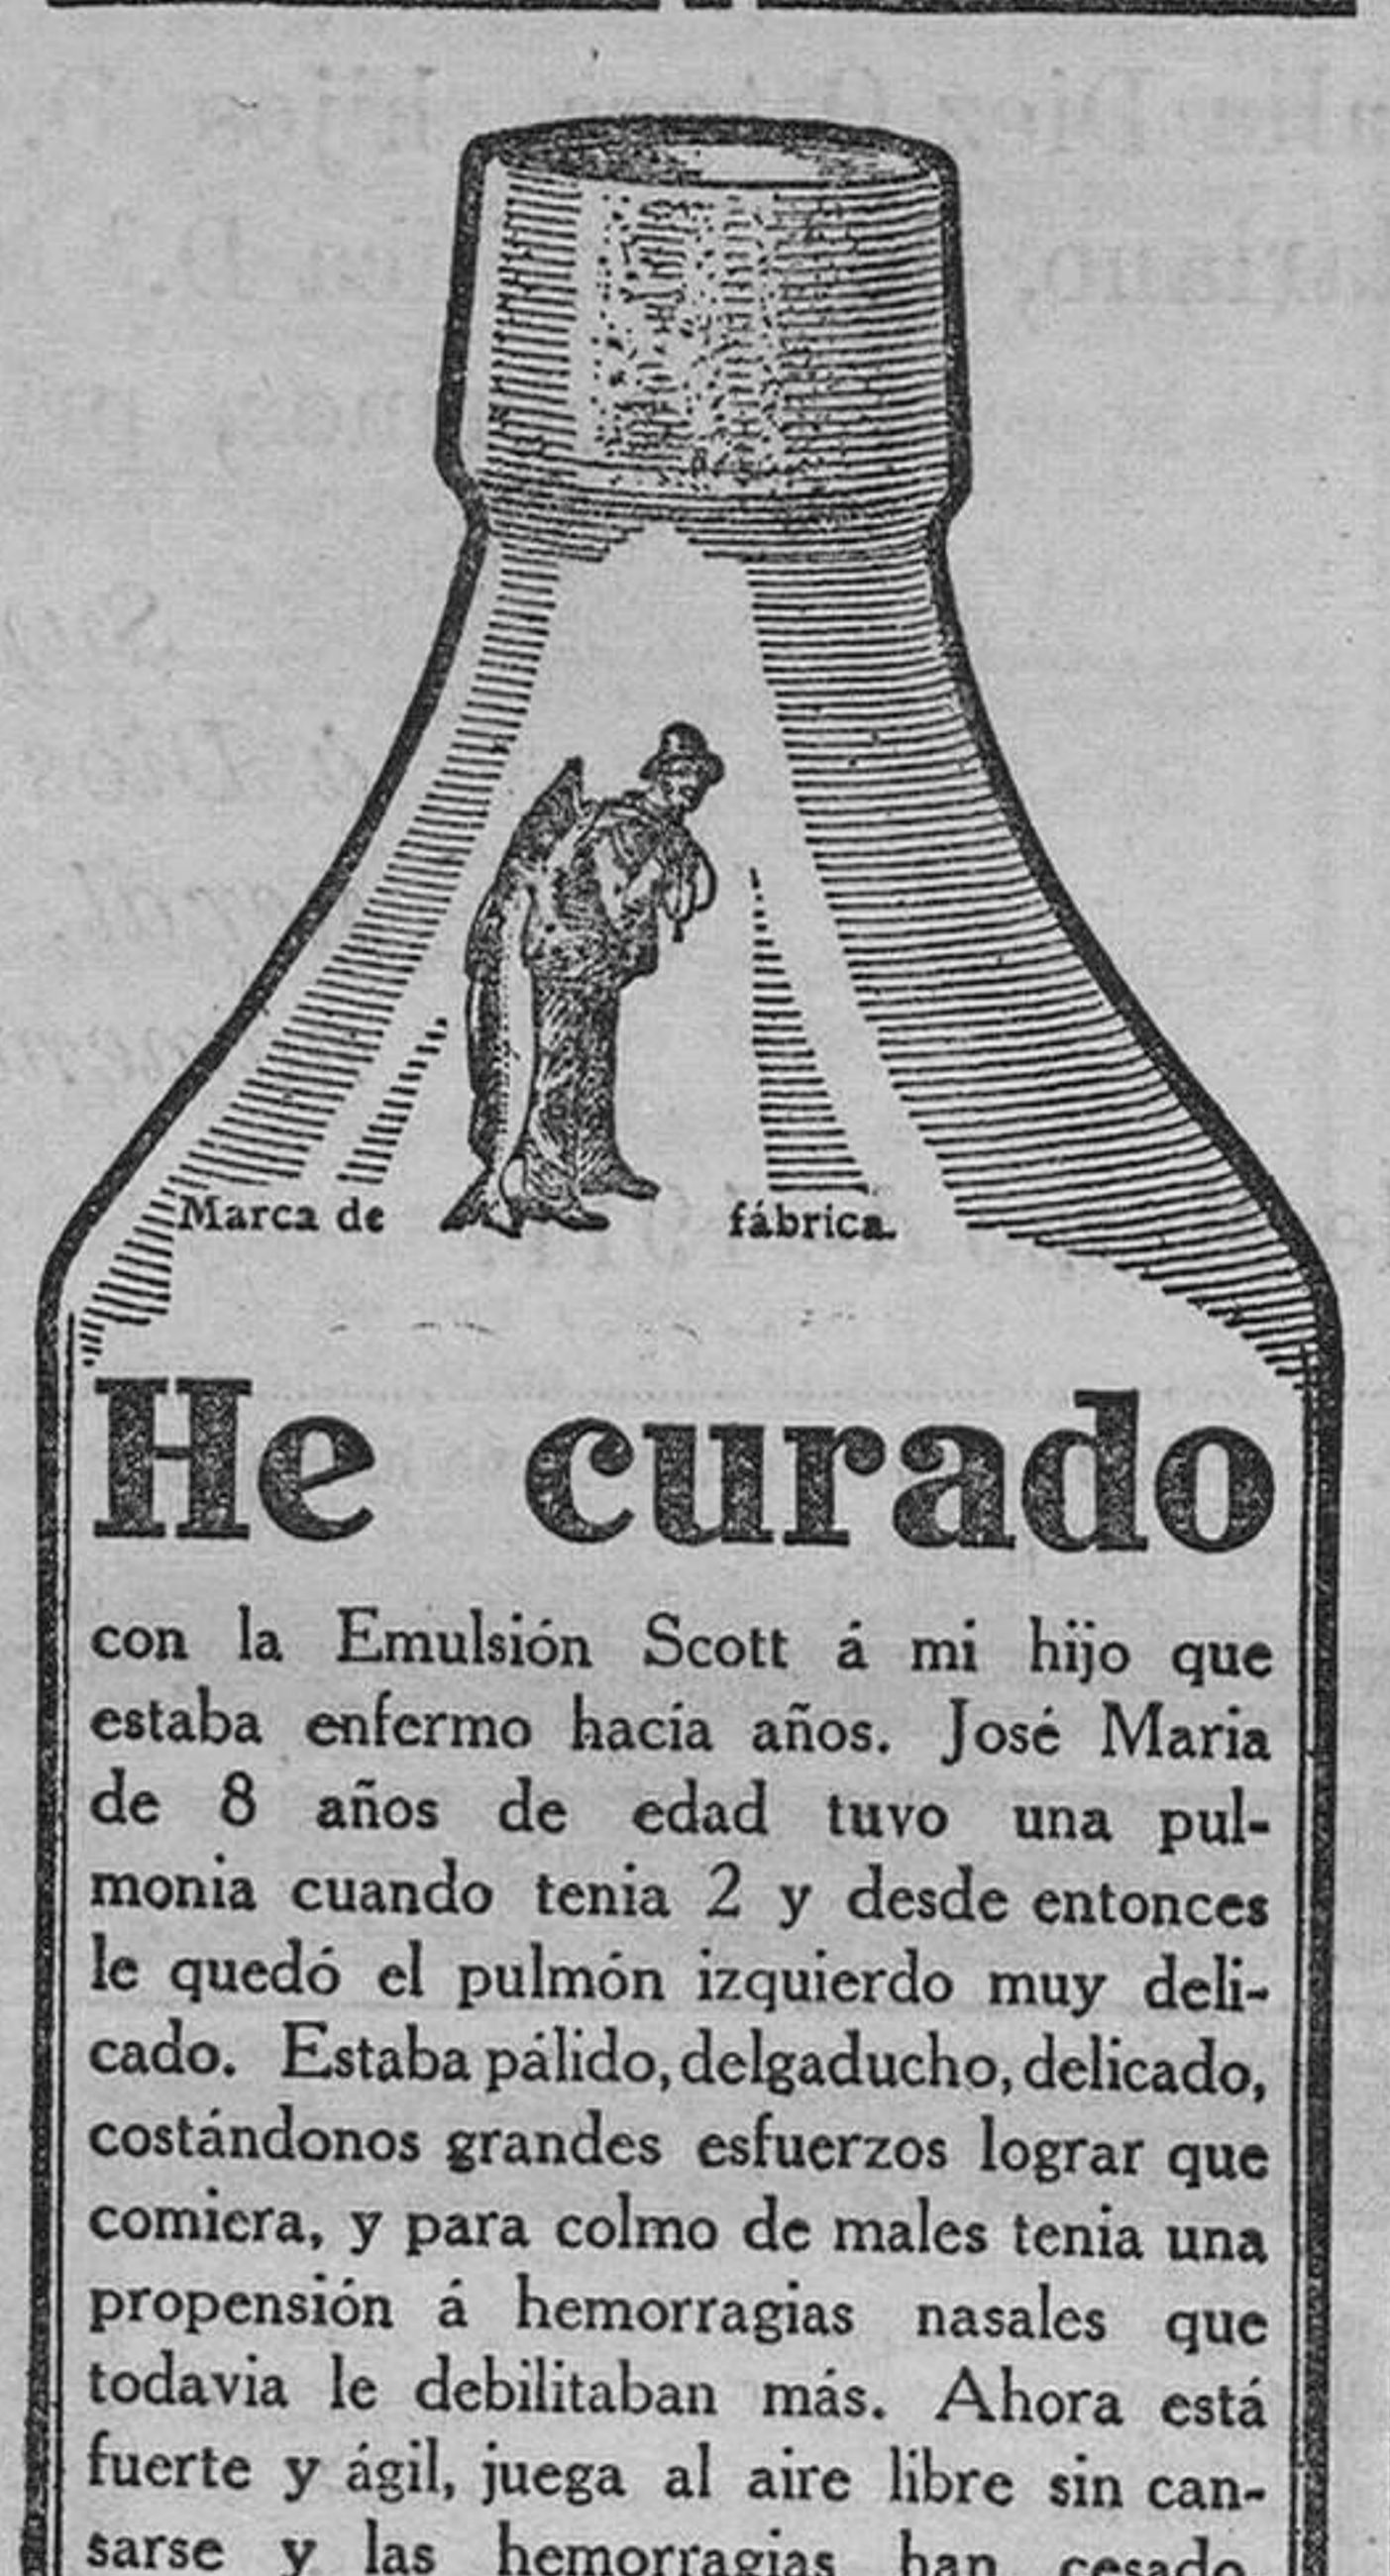 Marca de fábrica.
He curado
con la Emulsión Scott á mi hijo que
estaba enfermo hacía años. José Maria
de 8 años de edad tuvo una pul-
monia cuando tenia 2 y desde entonces
le quedó el pulmón izquierdo muy deli-
cado. Estaba pálido, delgaducho, delicado,
costándonos grandes esfuerzos lograr que
comiera, y para colmo de males tenia una
propensión á hemorragias nasales que
todavia le debilitaban más. Ahora está
fuerte y ágil, juega al aire libre sin can-
sarse y las hemorragias han cesado